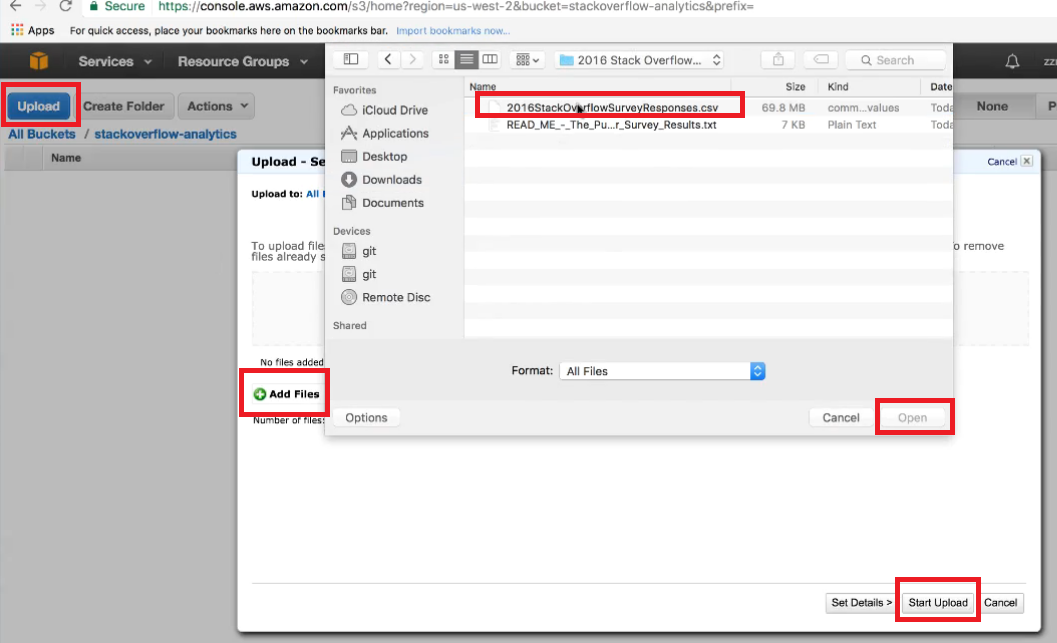 Secure https://console.aws.amazon.com/s3/home?region=us-west-2&bucket=stackoverflow-analytics&prefix=
Apps For quick access, place your bookmarks here on the bookmarks bar. Import bookmarks now...
Services Resource Groups
2016 Stack Overflow... Search
Upload Create Folder Actions None
All Buckets / stackoverflow-analytics
Name
Favorites
iCloud Drive
Applications
Desktop
Downloads
Documents
Devices
git
git
Remote Disc
Shared
Name Size Kind Date
2016StackOverflowSurveyResponses.csv 69.8 MB comm...values Toda
READ_ME_-_The_Pu...r_Survey_Results.txt 7 KB Plain Text Toda
Format: All Files
Options Cancel Open
Upload - Se Cancel
Upload to: All
To upload file o remove
files already s
No files added
Add Files
Number of files:
Set Details > Start Upload Cancel